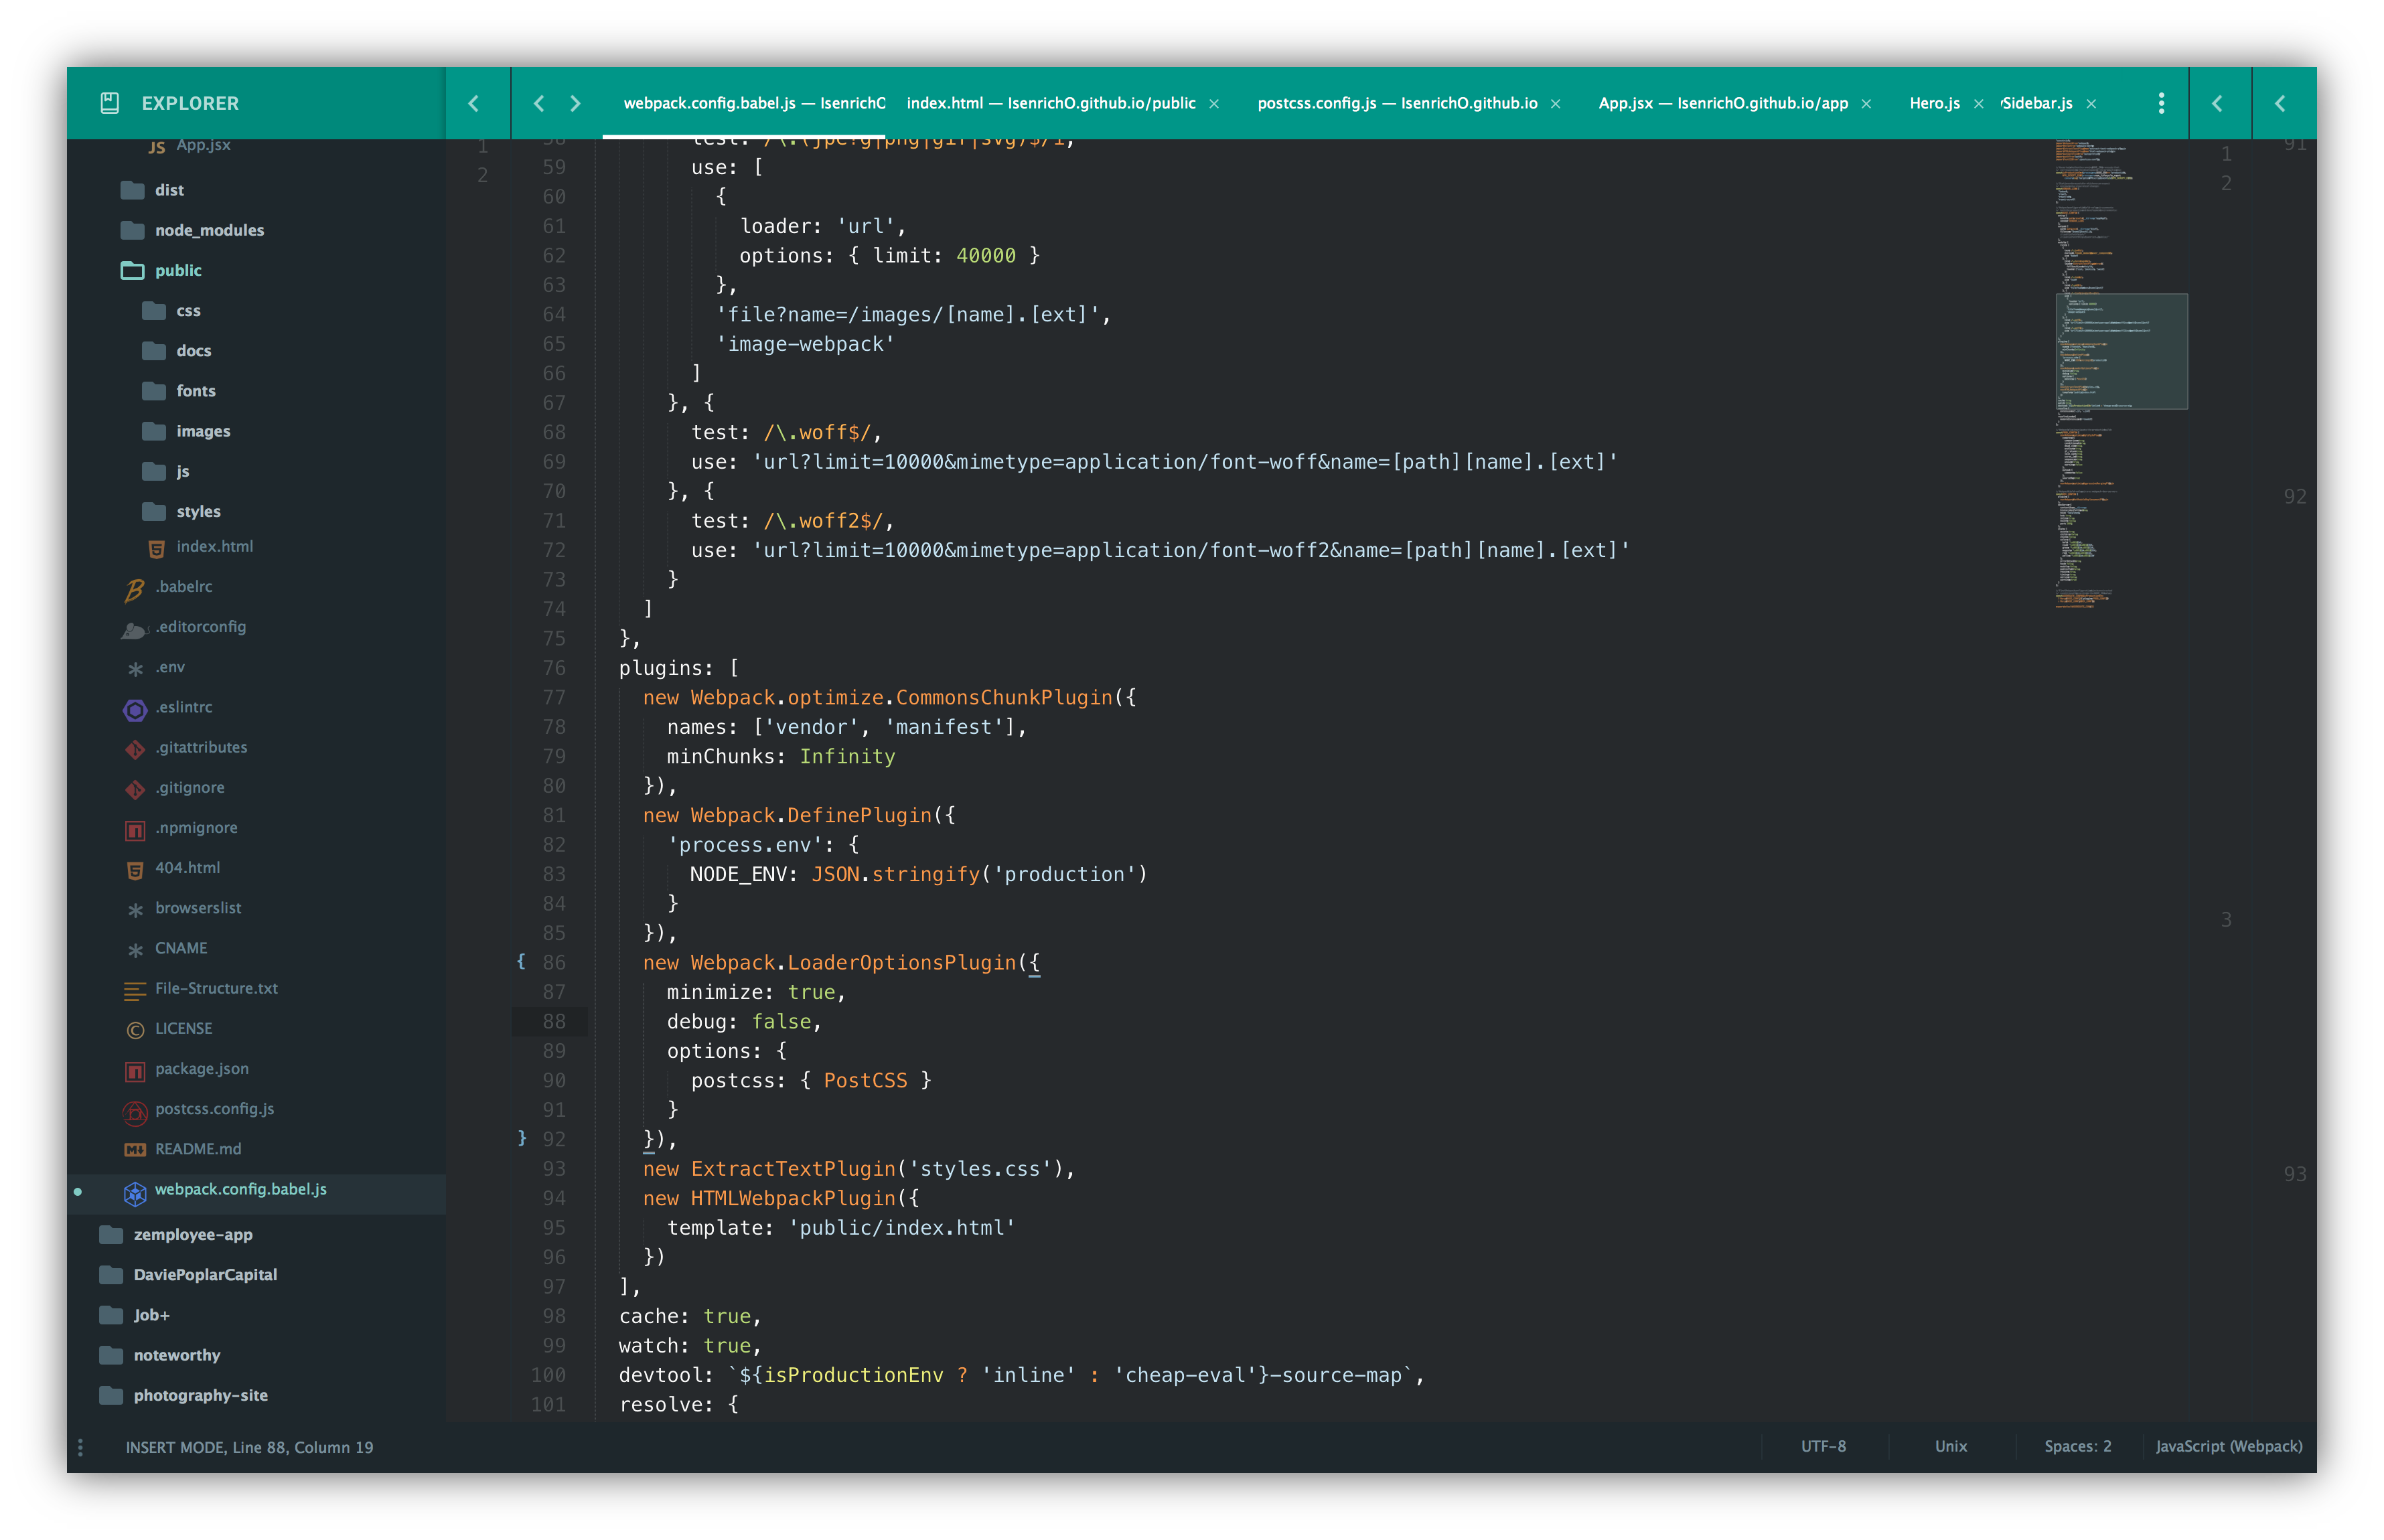 EXPLORER
webpack.config.babel.js — IsenrichO
index.html — IsenrichO.github.io/public ×
postcss.config.js — IsenrichO.github.io ×
App.jsx — IsenrichO.github.io/app ×
Hero.js ×
Sidebar.js ×
JS App.jsx
dist
node_modules
public
css
docs
fonts
images
js
styles
index.html
.babelrc
.editorconfig
.env
.eslintrc
.gitattributes
.gitignore
.npmignore
404.html
browserslist
CNAME
File-Structure.txt
LICENSE
package.json
postcss.config.js
README.md
webpack.config.babel.js
zemployee-app
DaviePoplarCapital
Job+
noteworthy
photography-site
1
2
58 test: /\.(jpe?g|png|gif|svg)$/i,
59 use: [
60 {
61 loader: 'url',
62 options: { limit: 40000 }
63 },
64 'file?name=/images/[name].[ext]',
65 'image-webpack'
66 ]
67 }, {
68 test: /\.woff$/,
69 use: 'url?limit=10000&mimetype=application/font-woff&name=[path][name].[ext]'
70 }, {
71 test: /\.woff2$/,
72 use: 'url?limit=10000&mimetype=application/font-woff2&name=[path][name].[ext]'
73 }
74 ]
75 },
76 plugins: [
77 new Webpack.optimize.CommonsChunkPlugin({
78 names: ['vendor', 'manifest'],
79 minChunks: Infinity
80 }),
81 new Webpack.DefinePlugin({
82 'process.env': {
83 NODE_ENV: JSON.stringify('production')
84 }
85 }),
{ 86 new Webpack.LoaderOptionsPlugin({
87 minimize: true,
88 debug: false,
89 options: {
90 postcss: { PostCSS }
91 }
} 92 }),
93 new ExtractTextPlugin('styles.css'),
94 new HTMLWebpackPlugin({
95 template: 'public/index.html'
96 })
97 ],
98 cache: true,
99 watch: true,
100 devtool: `${isProductionEnv ? 'inline' : 'cheap-eval'}-source-map`,
101 resolve: {
1
2
3
91
92
93
INSERT MODE, Line 88, Column 19
UTF-8
Unix
Spaces: 2
JavaScript (Webpack)